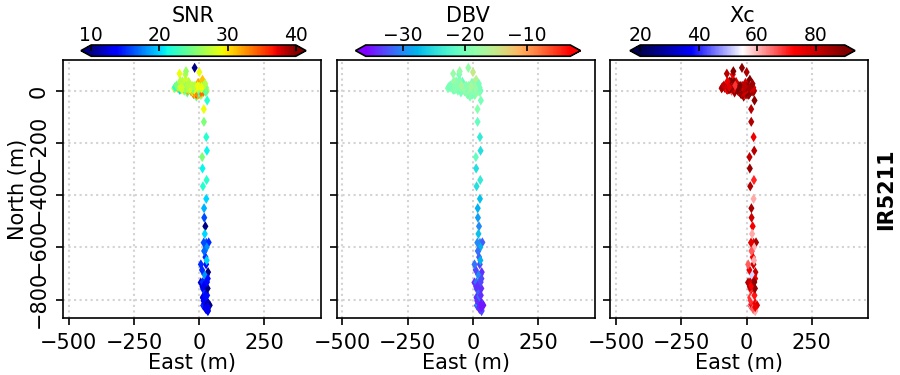 SNR DBV Xc
10 20 30 40 −30 −20 −10 20 40 60 80
North (m)
0
−200
−400
−600
−800
−500 −250 0 250 −500 −250 0 250 −500 −250 0 250
East (m) East (m) East (m)
IR5211